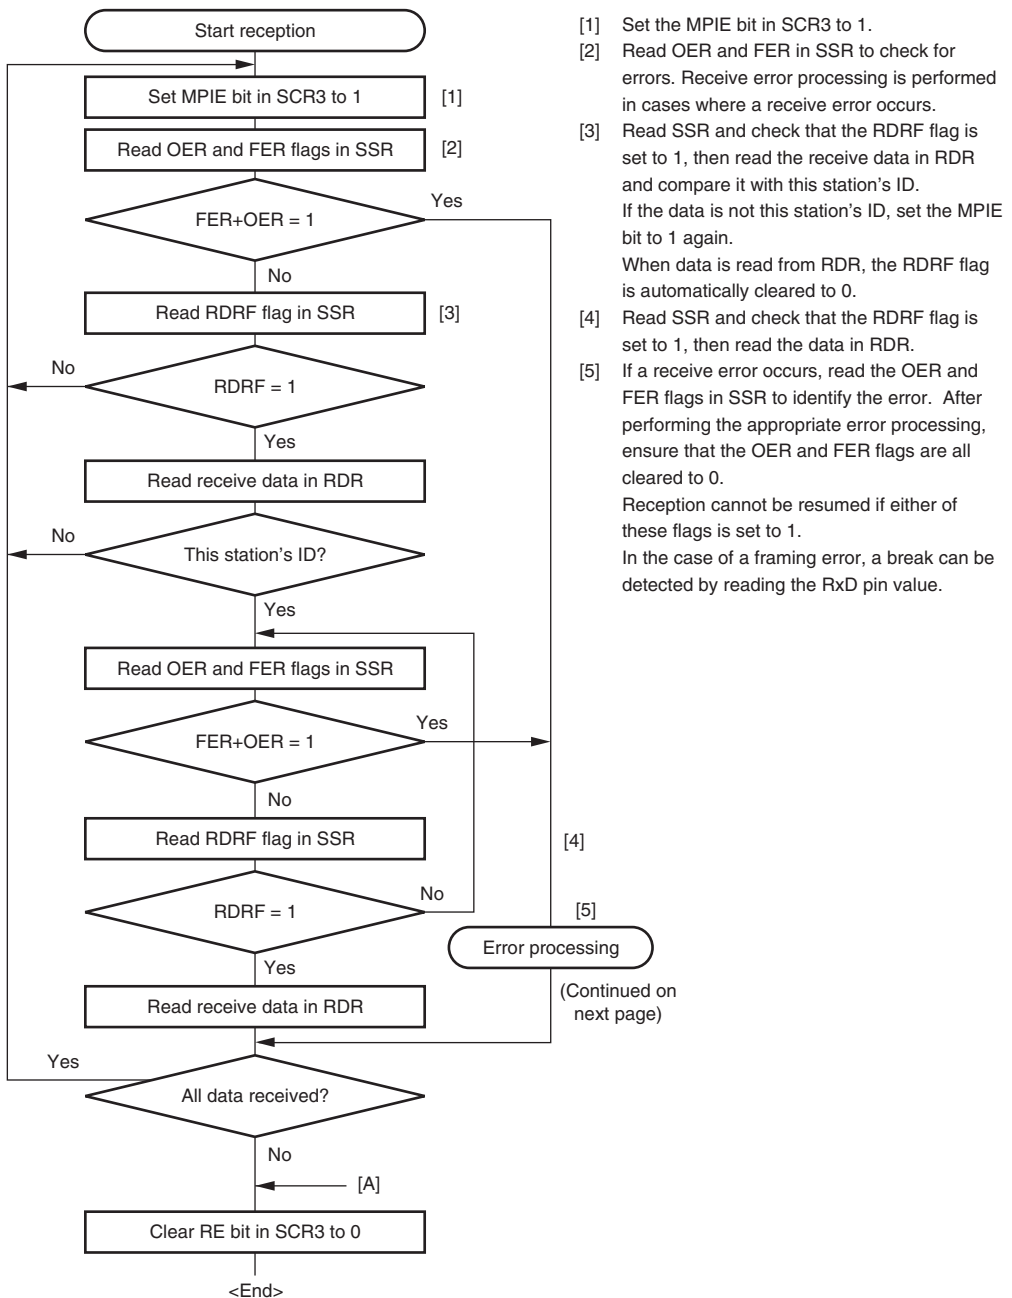 Start reception
Set MPIE bit in SCR3 to 1
[1]
Read OER and FER flags in SSR
[2]
FER+OER = 1
Yes
No
Read RDRF flag in SSR
[3]
RDRF = 1
No
Yes
Read receive data in RDR
This station's ID?
No
Yes
Read OER and FER flags in SSR
FER+OER = 1
Yes
No
Read RDRF flag in SSR
[4]
RDRF = 1
No
Yes
[5]
Error processing
(Continued on
next page)
Read receive data in RDR
Yes
All data received?
No
[A]
Clear RE bit in SCR3 to 0
<End>
[1] Set the MPIE bit in SCR3 to 1.
[2] Read OER and FER in SSR to check for
errors. Receive error processing is performed
in cases where a receive error occurs.
[3] Read SSR and check that the RDRF flag is
set to 1, then read the receive data in RDR
and compare it with this station's ID.
If the data is not this station's ID, set the MPIE
bit to 1 again.
When data is read from RDR, the RDRF flag
is automatically cleared to 0.
[4] Read SSR and check that the RDRF flag is
set to 1, then read the data in RDR.
[5] If a receive error occurs, read the OER and
FER flags in SSR to identify the error. After
performing the appropriate error processing,
ensure that the OER and FER flags are all
cleared to 0.
Reception cannot be resumed if either of
these flags is set to 1.
In the case of a framing error, a break can be
detected by reading the RxD pin value.